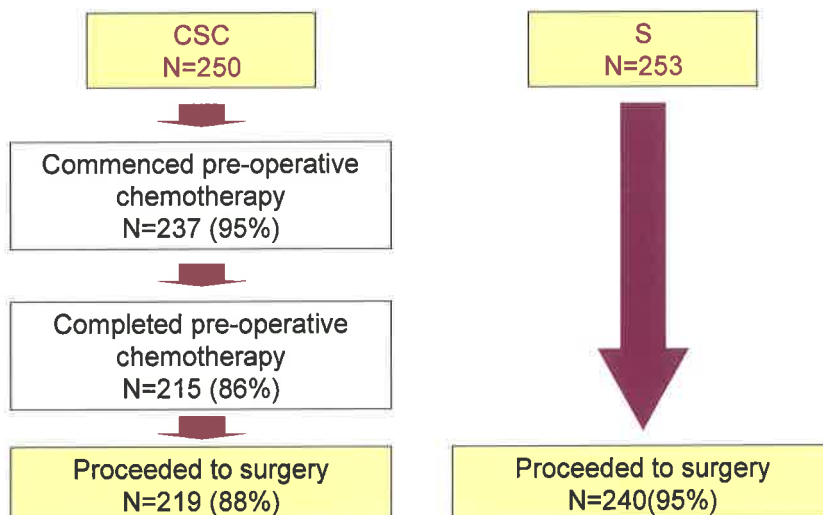 CSC
N=250
Commenced pre-operative
chemotherapy
N=237 (95%)
Completed pre-operative
chemotherapy
N=215 (86%)
Proceeded to surgery
N=219 (88%)
S
N=253
Proceeded to surgery
N=240(95%)